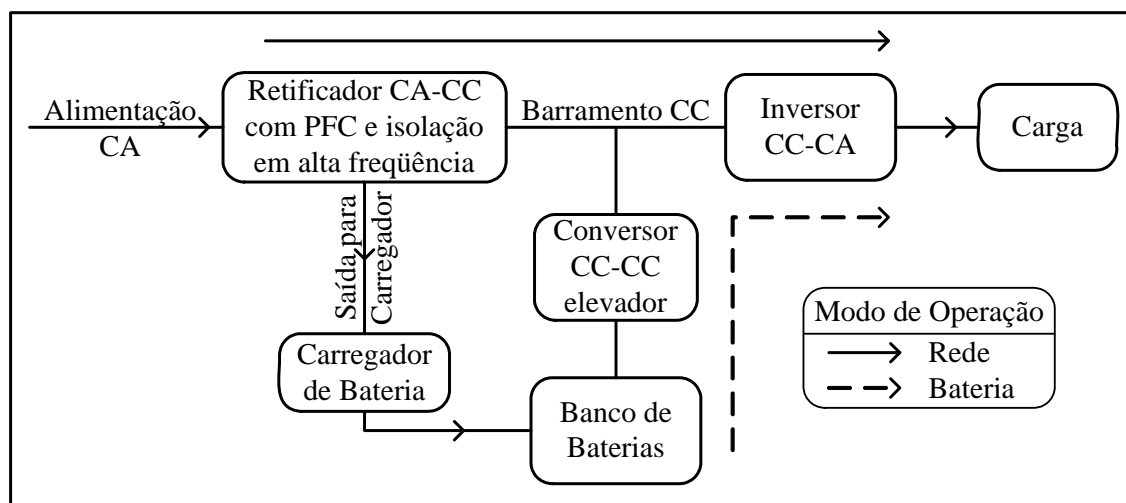 Alimentação
CA
Retificador CA-CC
com PFC e isolação
em alta freqüência
Barramento CC
Inversor
CC-CA
Carga
Saída para
Carregador
Conversor
CC-CC
elevador
Carregador
de Bateria
Banco de
Baterias
Modo de Operação
Rede
Bateria